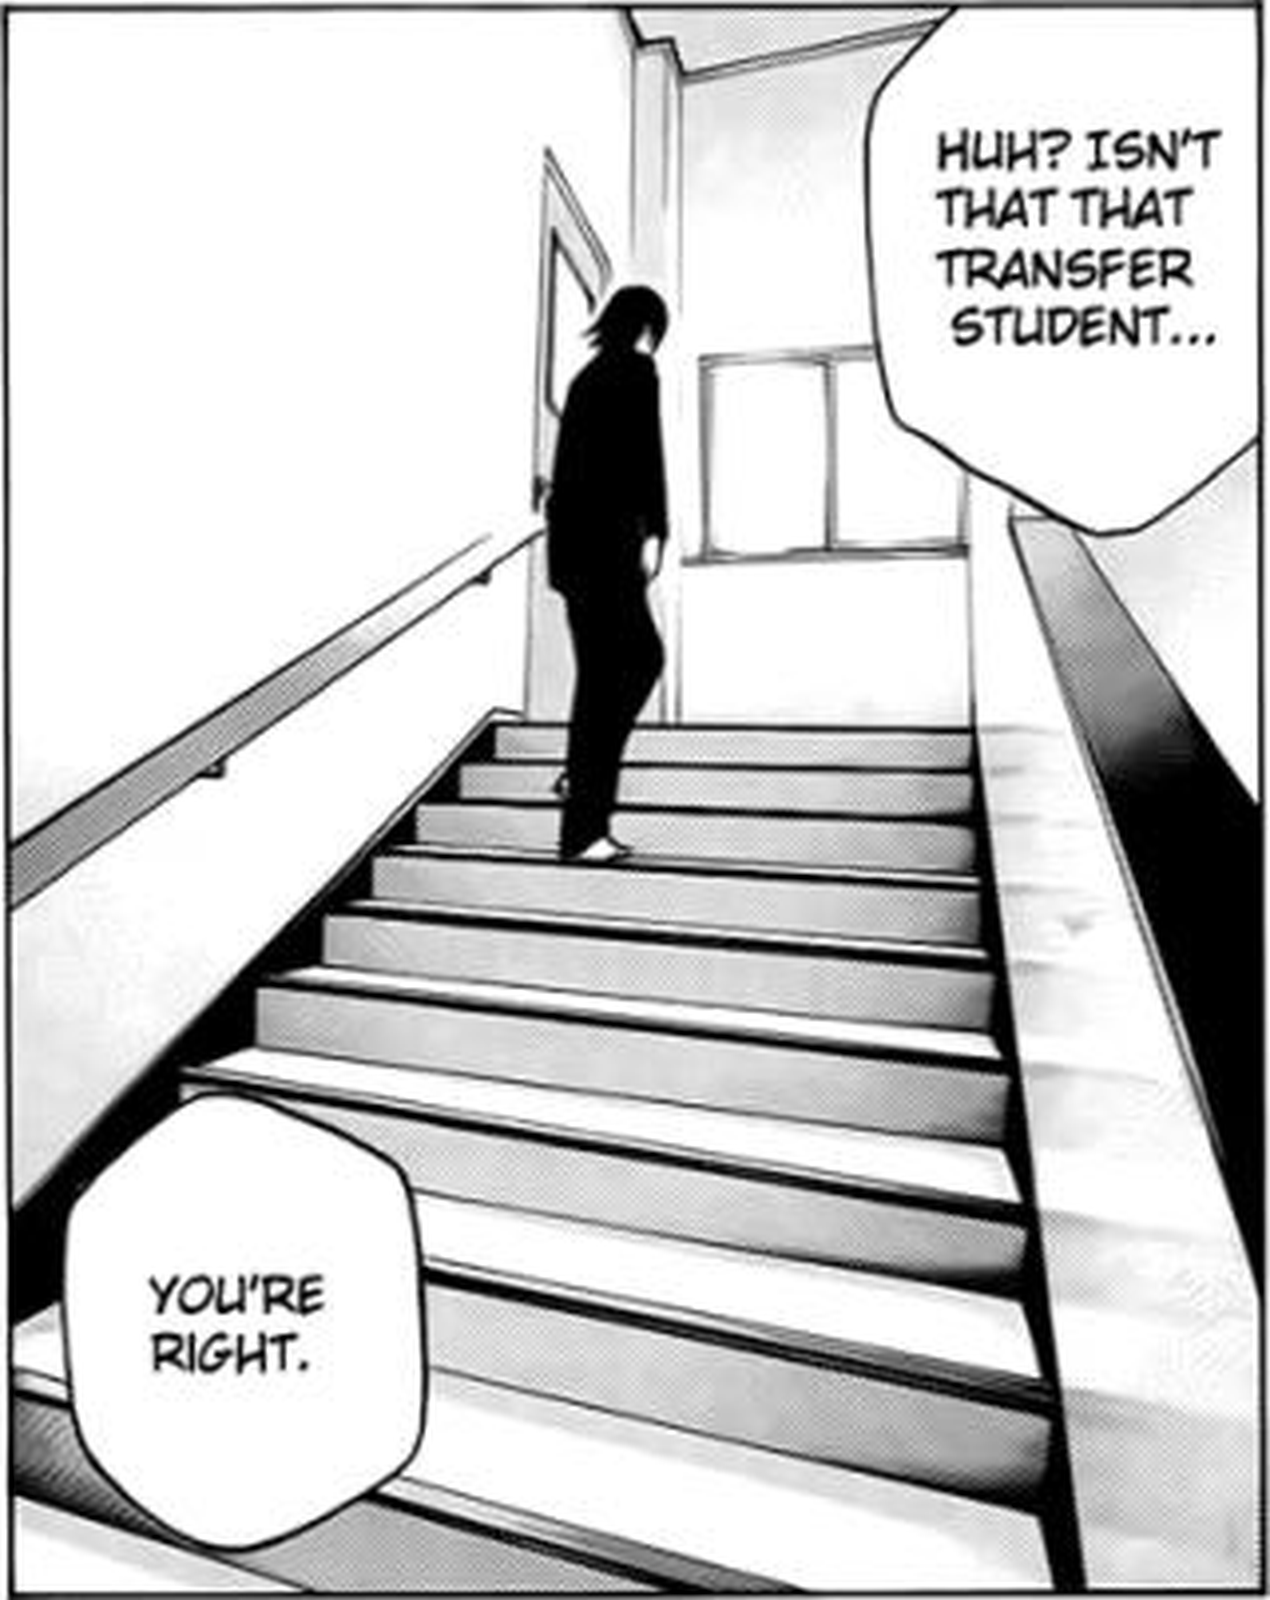 HUH? ISN'T
THAT THAT
TRANSFER
STUDENT...
YOU'RE
RIGHT.